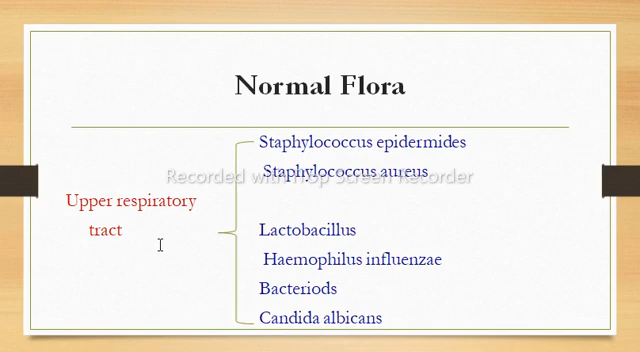 Normal Flora
Staphylococcus epidermides
Staphylococcus aureus
Recorded with iTop Screen Recorder
Upper respiratory
tract
Lactobacillus
Haemophilus influenzae
Bacteriods
Candida albicans